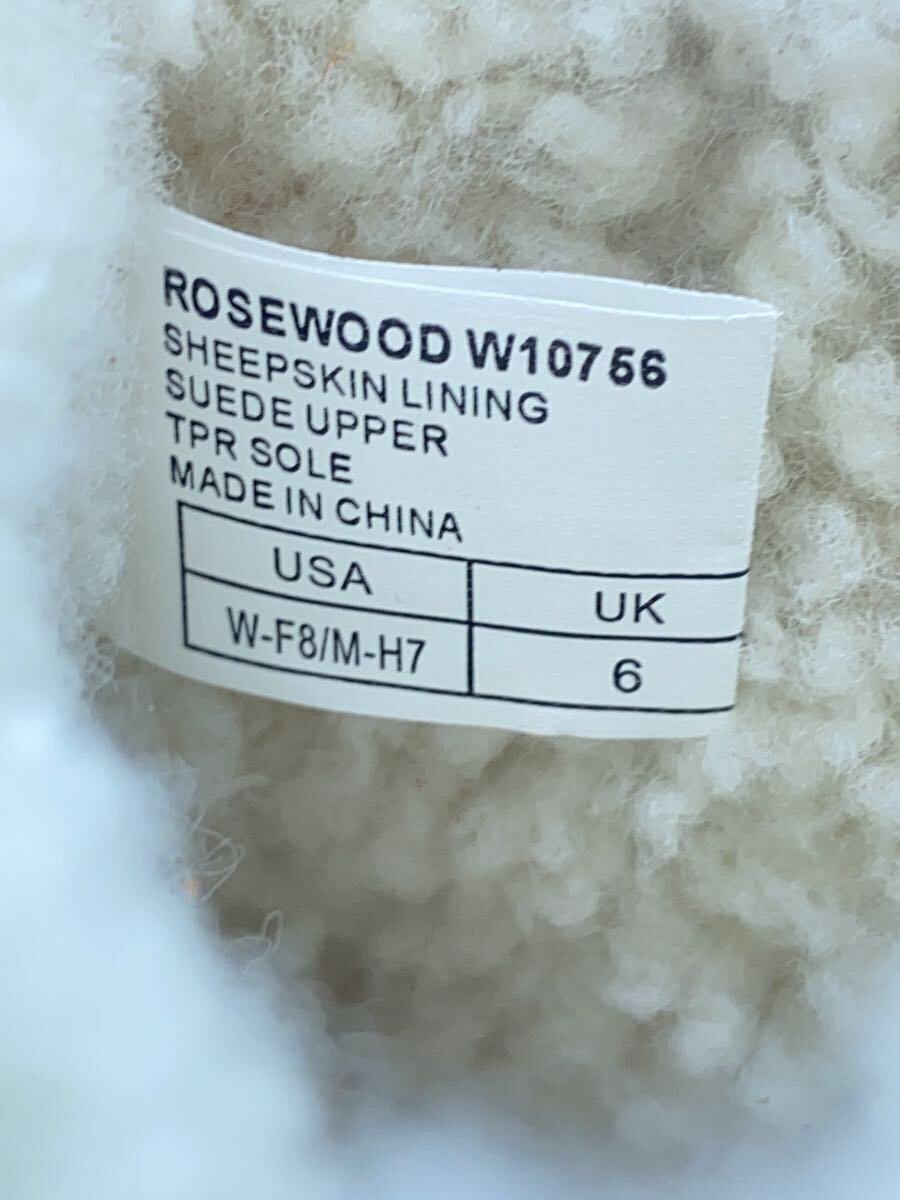 ROSEWOOD W10756
SHEEPSKIN LINING
SUEDE UPPER
TPR SOLE
MADE IN CHINA
USA UK
W-F8/M-H7 6